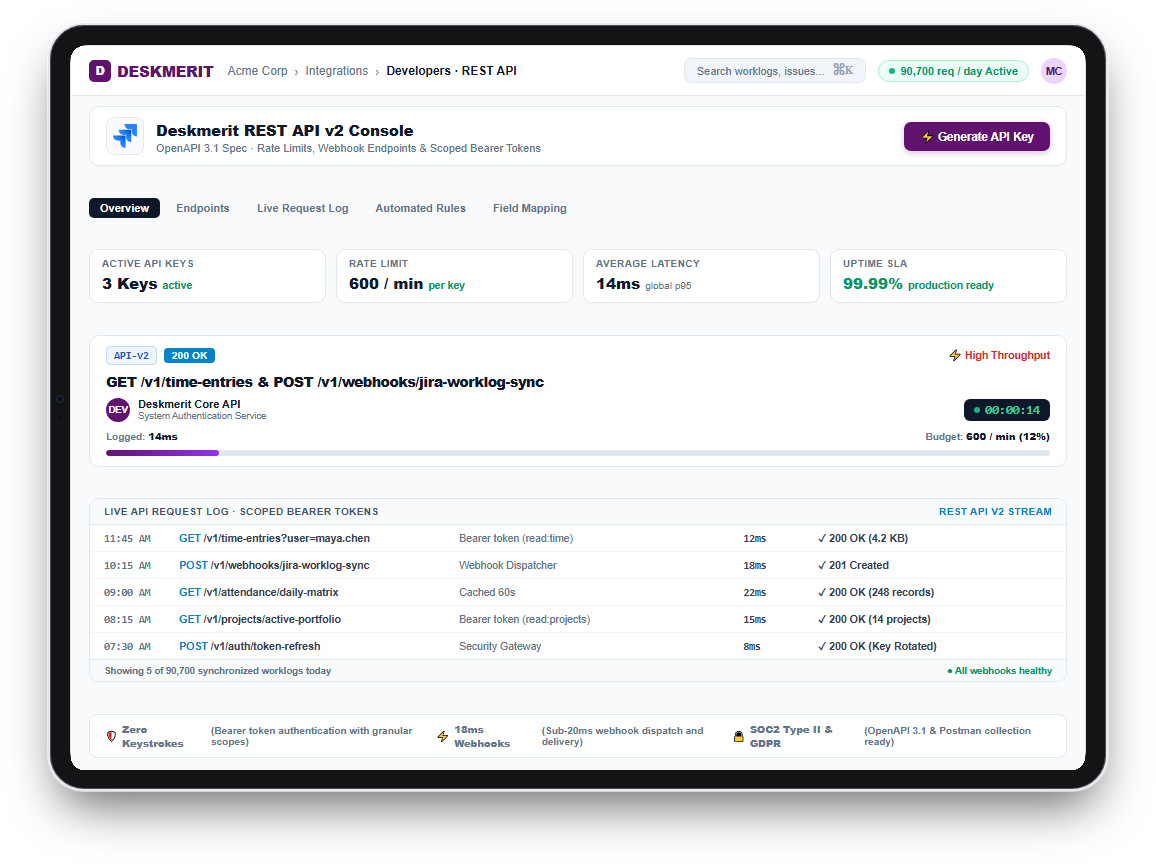 D DESKMERIT Acme Corp › Integrations › Developers · REST API Search worklogs, issues... ⌘K ● 90,700 req / day Active MC
Deskmerit REST API v2 Console
OpenAPI 3.1 Spec · Rate Limits, Webhook Endpoints & Scoped Bearer Tokens
⚡ Generate API Key
Overview Endpoints Live Request Log Automated Rules Field Mapping
ACTIVE API KEYS
3 Keys active
RATE LIMIT
600 / min per key
AVERAGE LATENCY
14ms global p95
UPTIME SLA
99.99% production ready
API-v2 200 OK ⚡ High Throughput
GET /v1/time-entries & POST /v1/webhooks/jira-worklog-sync
DEV Deskmerit Core API
System Authentication Service
● 00:00:14
Logged: 14ms Budget: 600 / min (12%)
LIVE API REQUEST LOG · SCOPED BEARER TOKENS REST API V2 STREAM
11:45 AM GET /v1/time-entries?user=maya.chen Bearer token (read:time) 12ms ✓ 200 OK (4.2 KB)
10:15 AM POST /v1/webhooks/jira-worklog-sync Webhook Dispatcher 18ms ✓ 201 Created
09:00 AM GET /v1/attendance/daily-matrix Cached 60s 22ms ✓ 200 OK (248 records)
08:15 AM GET /v1/projects/active-portfolio Bearer token (read:projects) 15ms ✓ 200 OK (14 projects)
07:30 AM POST /v1/auth/token-refresh Security Gateway 8ms ✓ 200 OK (Key Rotated)
Showing 5 of 90,700 synchronized worklogs today ● All webhooks healthy
Zero
Keystrokes
(Bearer token authentication with granular
scopes)
⚡ 18ms
Webhooks
(Sub-20ms webhook dispatch and
delivery)
🔒 SOC2 Type II &
GDPR
(OpenAPI 3.1 & Postman collection
ready)